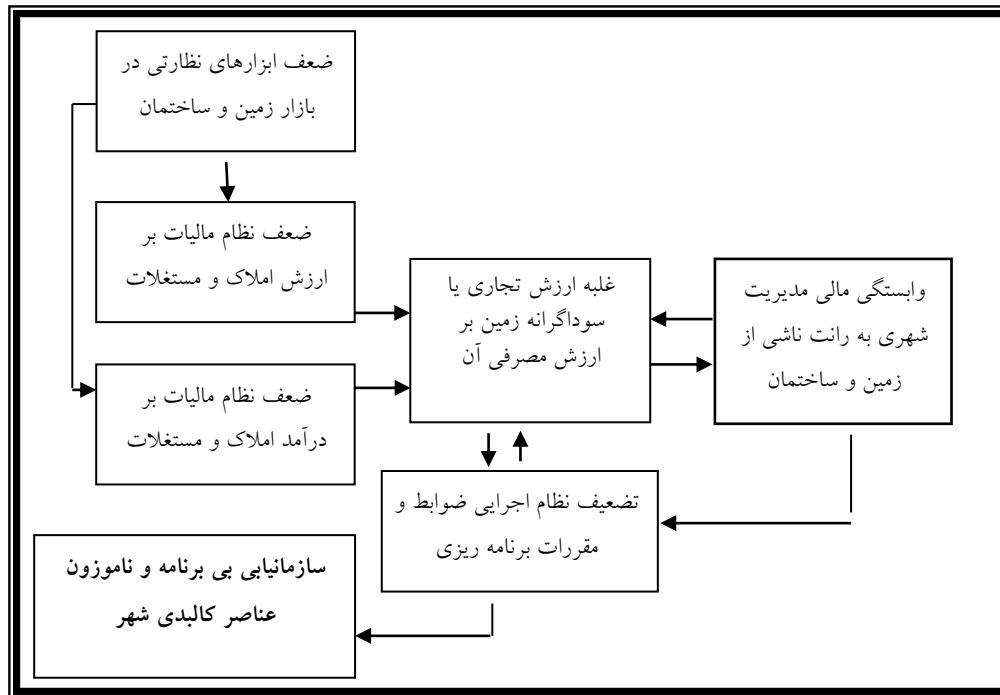 ضعف ابزارهای نظارتی در
بازار زمین و ساختمان
ضعف نظام مالیات بر
ارزش املاک و مستغلات
غلبه ارزش تجاری یا
سوداگرانه زمین بر
ارزش مصرفی آن
وابستگی مالی مدیریت
شهری به رانت ناشی از
زمین و ساختمان
ضعف نظام مالیات بر
درآمد املاک و مستغلات
تضعیف نظام اجرایی ضوابط و
مقررات برنامه ریزی
سازمانیابی بی برنامه و ناموزون
عناصر کالبدی شهر